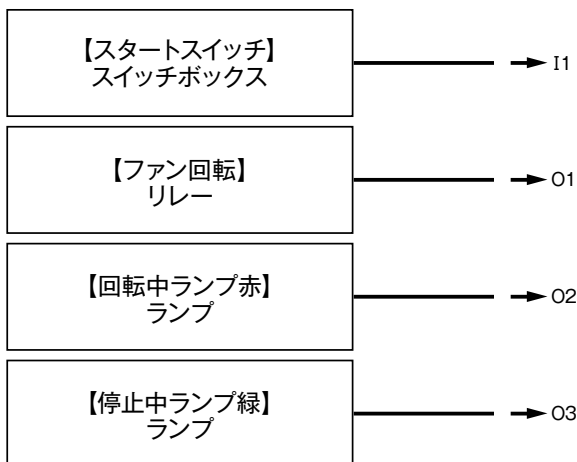 【スタートスイッチ】
スイッチボックス
I1
【ファン回転】
リレー
O1
【回転中ランプ赤】
ランプ
O2
【停止中ランプ緑】
ランプ
O3